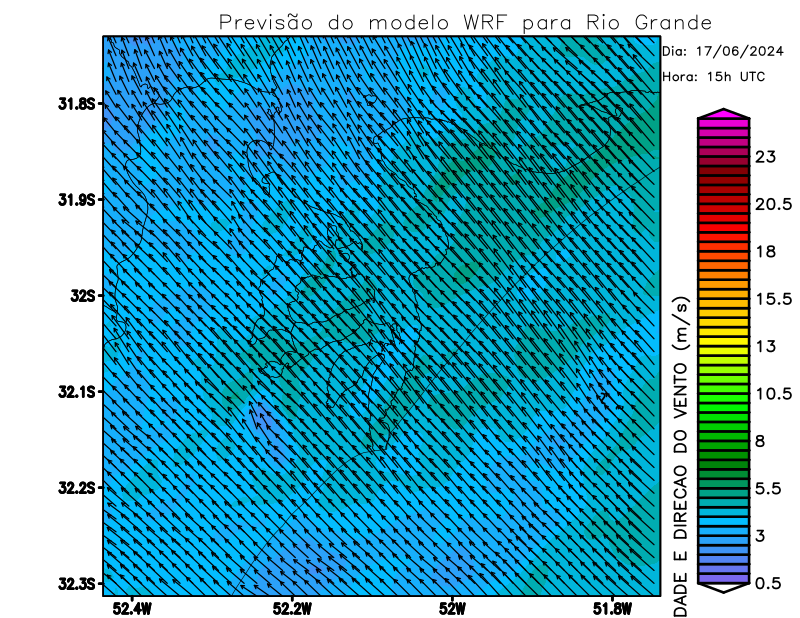 Previsão do modelo WRF para Rio Grande
Dia: 17/06/2024
Hora: 15h UTC
31.8S
31.9S
32S
32.1S
32.2S
32.3S
52.4W
52.2W
52W
51.8W
DADE E DIRECAO DO VENTO (m/s)
23
20.5
18
15.5
13
10.5
8
5.5
3
0.5